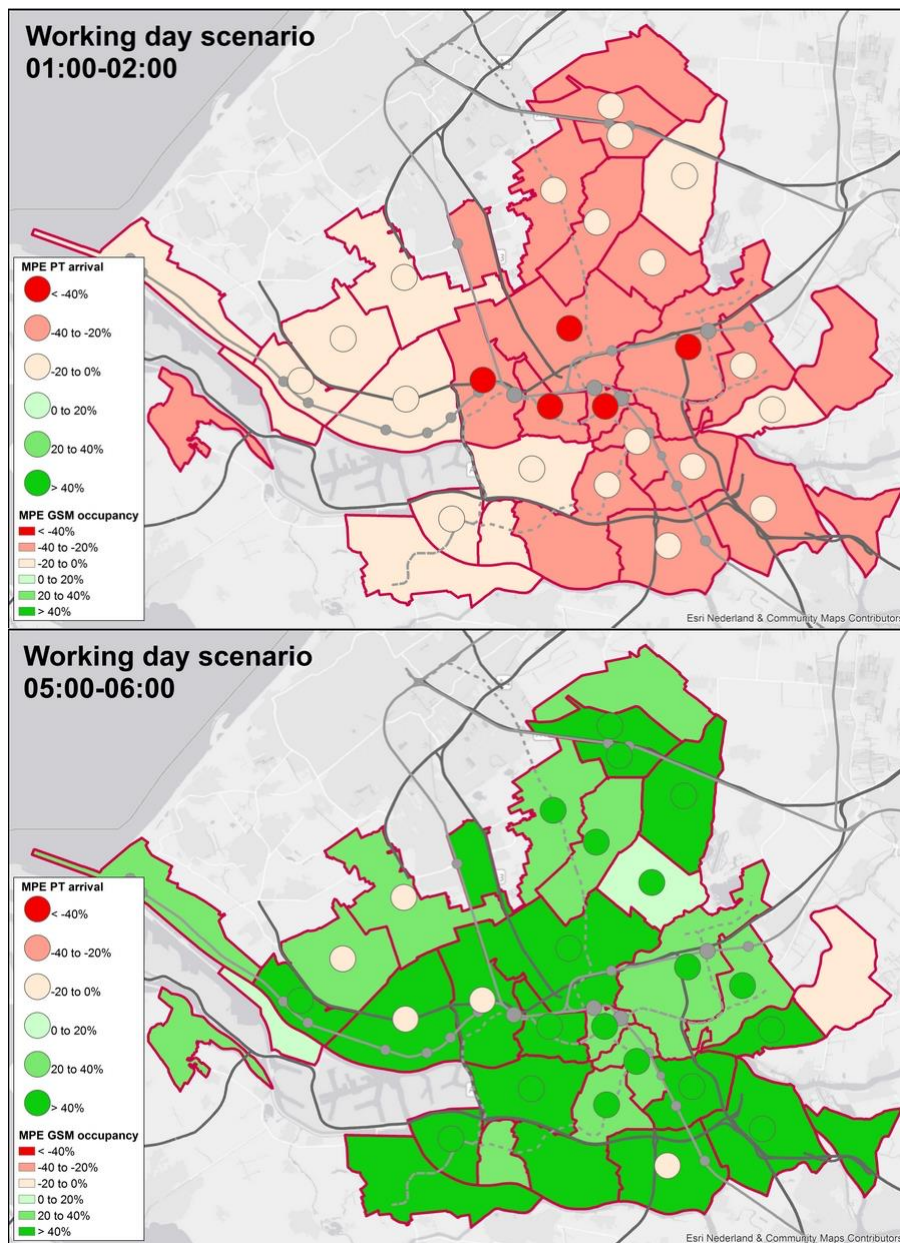 Working day scenario
01:00-02:00
MPE PT arrival
< -40%
-40 to -20%
-20 to 0%
0 to 20%
20 to 40%
> 40%
MPE GSM occupancy
< -40%
-40 to -20%
-20 to 0%
0 to 20%
20 to 40%
> 40%
Esri Nederland & Community Maps Contributors
Working day scenario
05:00-06:00
MPE PT arrival
< -40%
-40 to -20%
-20 to 0%
0 to 20%
20 to 40%
> 40%
MPE GSM occupancy
< -40%
-40 to -20%
-20 to 0%
0 to 20%
20 to 40%
> 40%
Esri Nederland & Community Maps Contributors